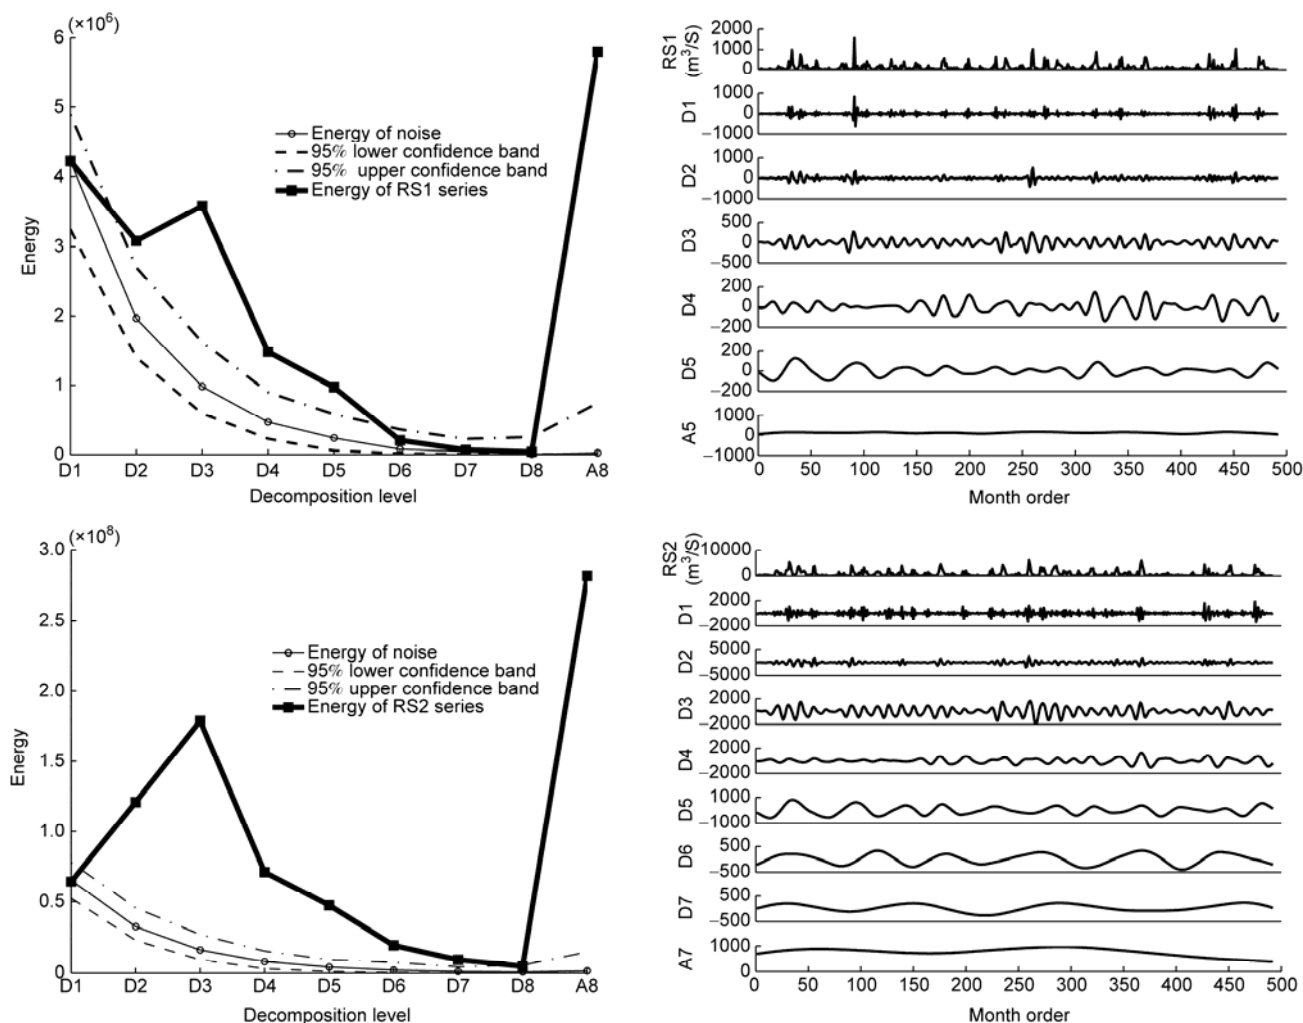 (×10⁶)
6
5
4
3
2
1
0
Energy
Energy of noise
95% lower confidence band
95% upper confidence band
Energy of RS1 series
D1 D2 D3 D4 D5 D6 D7 D8 A8
Decomposition level
RS1
(m³/S)
2000
1000
0
D1
1000
0
−1000
D2
1000
0
−1000
D3
500
0
−500
D4
200
0
−200
D5
200
0
−200
A5
1000
0
−1000
0 50 100 150 200 250 300 350 400 450 500
Month order
(×10⁸)
3.0
2.5
2.0
1.5
1.0
0.5
0
Energy
Energy of noise
95% lower confidence band
95% upper confidence band
Energy of RS2 series
D1 D2 D3 D4 D5 D6 D7 D8 A8
Decomposition level
RS2
(m³/S)
10000
0
D1
2000
0
−2000
D2
5000
0
−5000
D3
2000
0
−2000
D4
2000
0
−2000
D5
1000
0
−1000
D6
500
0
−500
D7
500
0
−500
A7
1000
0
0 50 100 150 200 250 300 350 400 450 500
Month order